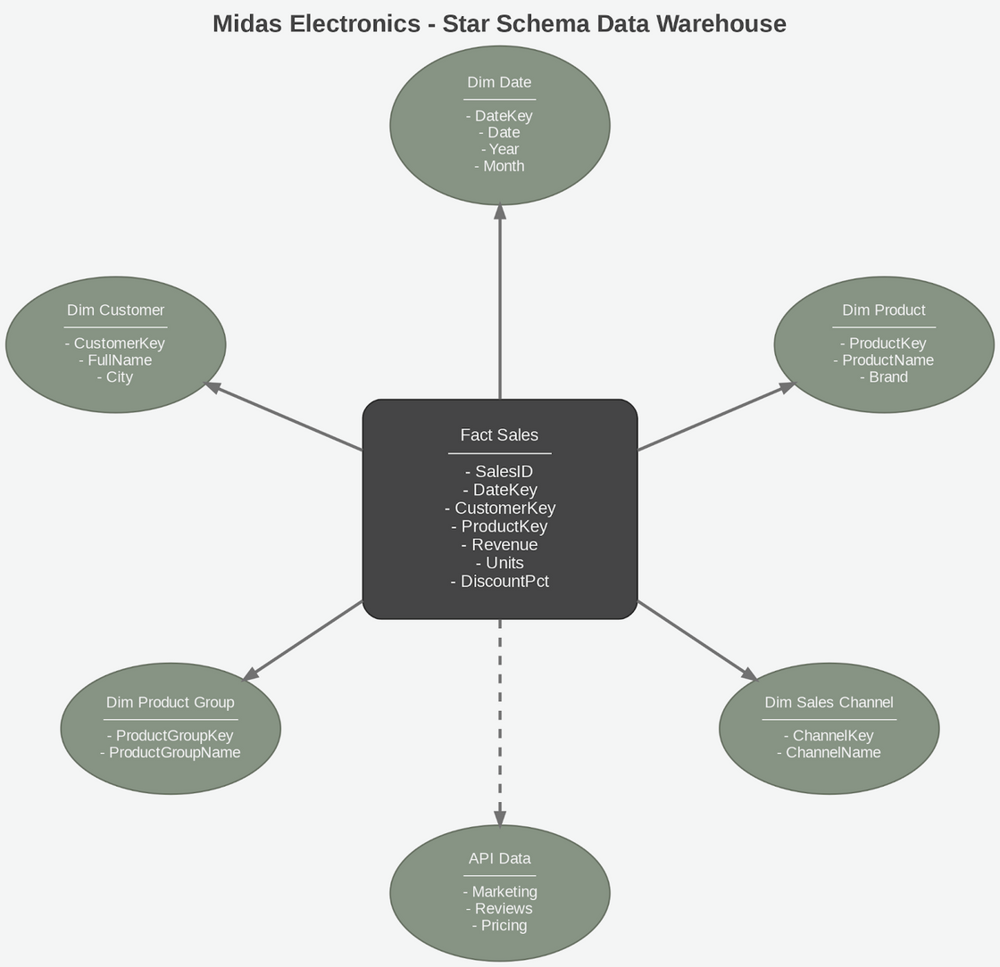 Midas Electronics - Star Schema Data Warehouse
Dim Date
- DateKey
- Date
- Year
- Month
Dim Customer
- CustomerKey
- FullName
- City
Dim Product
- ProductKey
- ProductName
- Brand
Fact Sales
- SalesID
- DateKey
- CustomerKey
- ProductKey
- Revenue
- Units
- DiscountPct
Dim Product Group
- ProductGroupKey
- ProductGroupName
Dim Sales Channel
- ChannelKey
- ChannelName
API Data
- Marketing
- Reviews
- Pricing